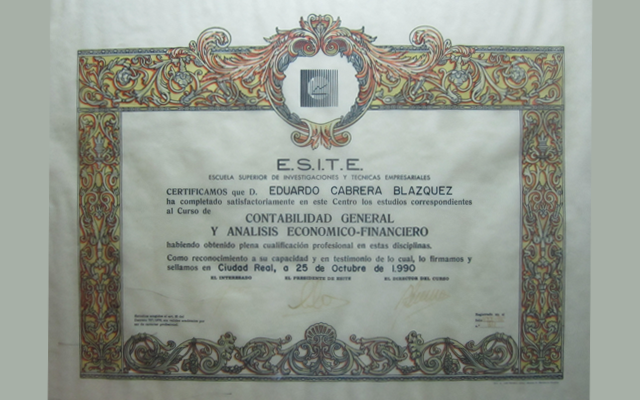 E.S.I.T.E.
ESCUELA SUPERIOR DE INVESTIGACIONES Y TECNICAS EMPRESARIALES
CERTIFICAMOS que D. EDUARDO CABRERA BLAZQUEZ
ha completado satisfactoriamente en este Centro los estudios correspondientes
al Curso de
CONTABILIDAD GENERAL
Y ANALISIS ECONOMICO-FINANCIERO
habiendo obtenido plena cualificación profesional en estas disciplinas.
Como reconocimiento a su capacidad y en testimonio de lo cual, lo firmamos y
sellamos en Ciudad Real, a 25 de Octubre de 1.990
EL INTERESADO EL PRESIDENTE DE ESITE EL DIRECTOR DEL CURSO